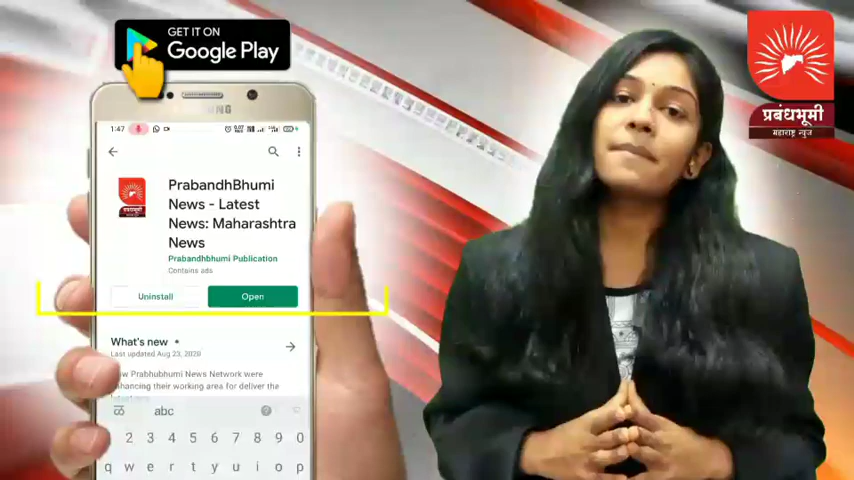 GET IT ON
Google Play
प्रबंधभूमी
महाराष्ट्र न्युज
1:47
PrabandhBhumi
News - Latest
News: Maharashtra
News
Prabandhbhumi Publication
Contains ads
Uninstall
Open
What's new
Last updated Aug 23, 2020
Prabhubhumi News Network were
enhancing their working area for deliver the
abc
2 3 4 5 6 7 8 9 0
q w e r t y u i o p